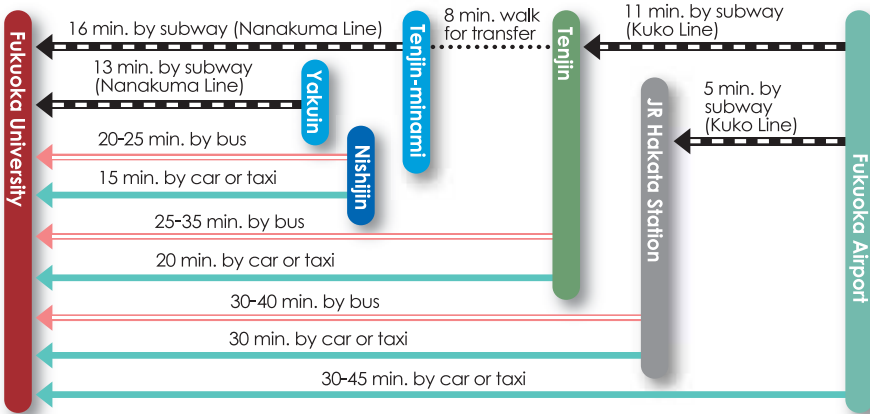 Fukuoka University
16 min. by subway (Nanakuma Line)
Tenjin-minami
8 min. walk
for transfer
Tenjin
11 min. by subway
(Kuko Line)
13 min. by subway
(Nanakuma Line)
Yakuin
JR Hakata Station
5 min. by
subway
(Kuko Line)
Fukuoka Airport
20-25 min. by bus
Nishijin
15 min. by car or taxi
25-35 min. by bus
20 min. by car or taxi
30-40 min. by bus
30 min. by car or taxi
30-45 min. by car or taxi